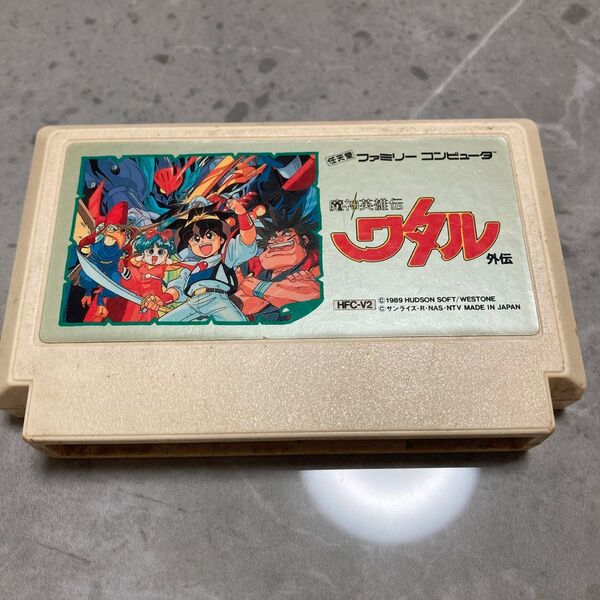 任天堂 ファミリー コンピュータ
魔神英雄伝
ワタル
外伝
HFC-V2
©1989 HUDSON SOFT/WESTONE
©サンライズ・R・NAS・NTV MADE IN JAPAN